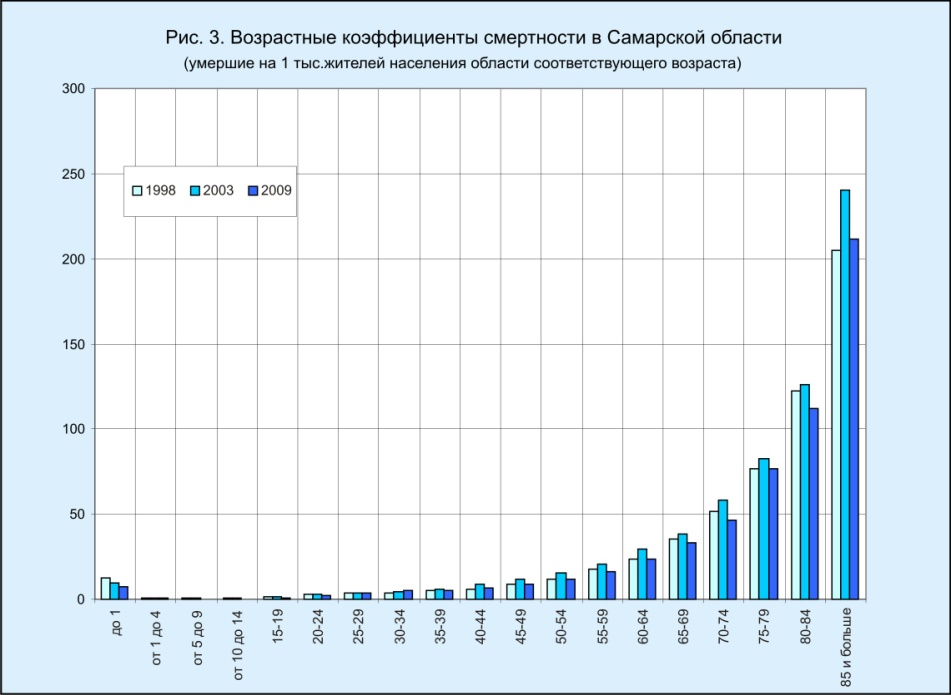 Рис. 3. Возрастные коэффициенты смертности в Самарской области
(умершие на 1 тыс.жителей населения области соответствующего возраста)
300
250
200
150
100
50
0
1998 2003 2009
до 1
от 1 до 4
от 5 до 9
от 10 до 14
15-19
20-24
25-29
30-34
35-39
40-44
45-49
50-54
55-59
60-64
65-69
70-74
75-79
80-84
85 и больше